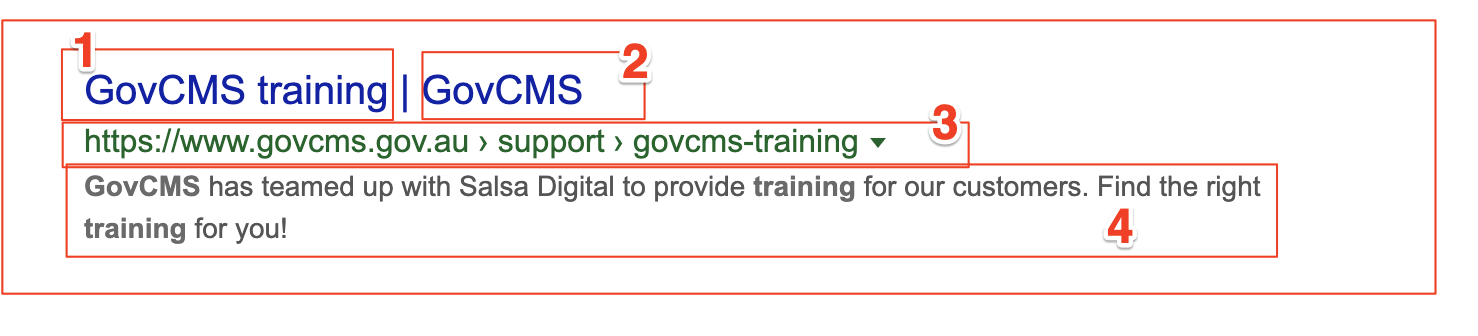 1 2
GovCMS training | GovCMS
https://www.govcms.gov.au › support › govcms-training 3
GovCMS has teamed up with Salsa Digital to provide training for our customers. Find the right
training for you! 4